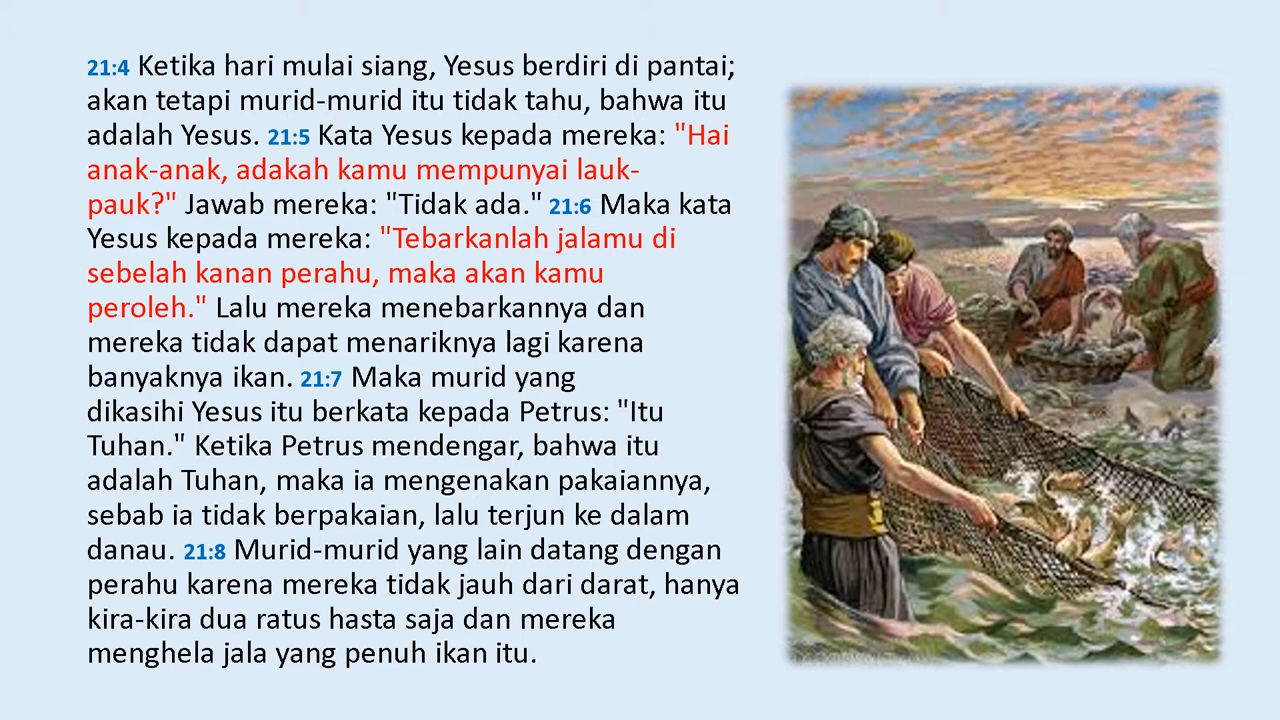 21:4 Ketika hari mulai siang, Yesus berdiri di pantai;
akan tetapi murid-murid itu tidak tahu, bahwa itu
adalah Yesus. 21:5 Kata Yesus kepada mereka: "Hai
anak-anak, adakah kamu mempunyai lauk-
pauk?" Jawab mereka: "Tidak ada." 21:6 Maka kata
Yesus kepada mereka: "Tebarkanlah jalamu di
sebelah kanan perahu, maka akan kamu
peroleh." Lalu mereka menebarkannya dan
mereka tidak dapat menariknya lagi karena
banyaknya ikan. 21:7 Maka murid yang
dikasihi Yesus itu berkata kepada Petrus: "Itu
Tuhan." Ketika Petrus mendengar, bahwa itu
adalah Tuhan, maka ia mengenakan pakaiannya,
sebab ia tidak berpakaian, lalu terjun ke dalam
danau. 21:8 Murid-murid yang lain datang dengan
perahu karena mereka tidak jauh dari darat, hanya
kira-kira dua ratus hasta saja dan mereka
menghela jala yang penuh ikan itu.